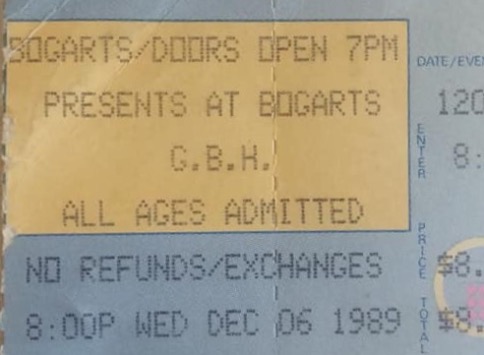 BOGARTS/DOORS OPEN 7PM
PRESENTS AT BOGARTS
G.B.H.
ALL AGES ADMITTED
NO REFUNDS/EXCHANGES
8:00P WED DEC 06 1989
DATE/EVE
120
ENTER
8:
PRICE
$8.
TOTAL
$8.